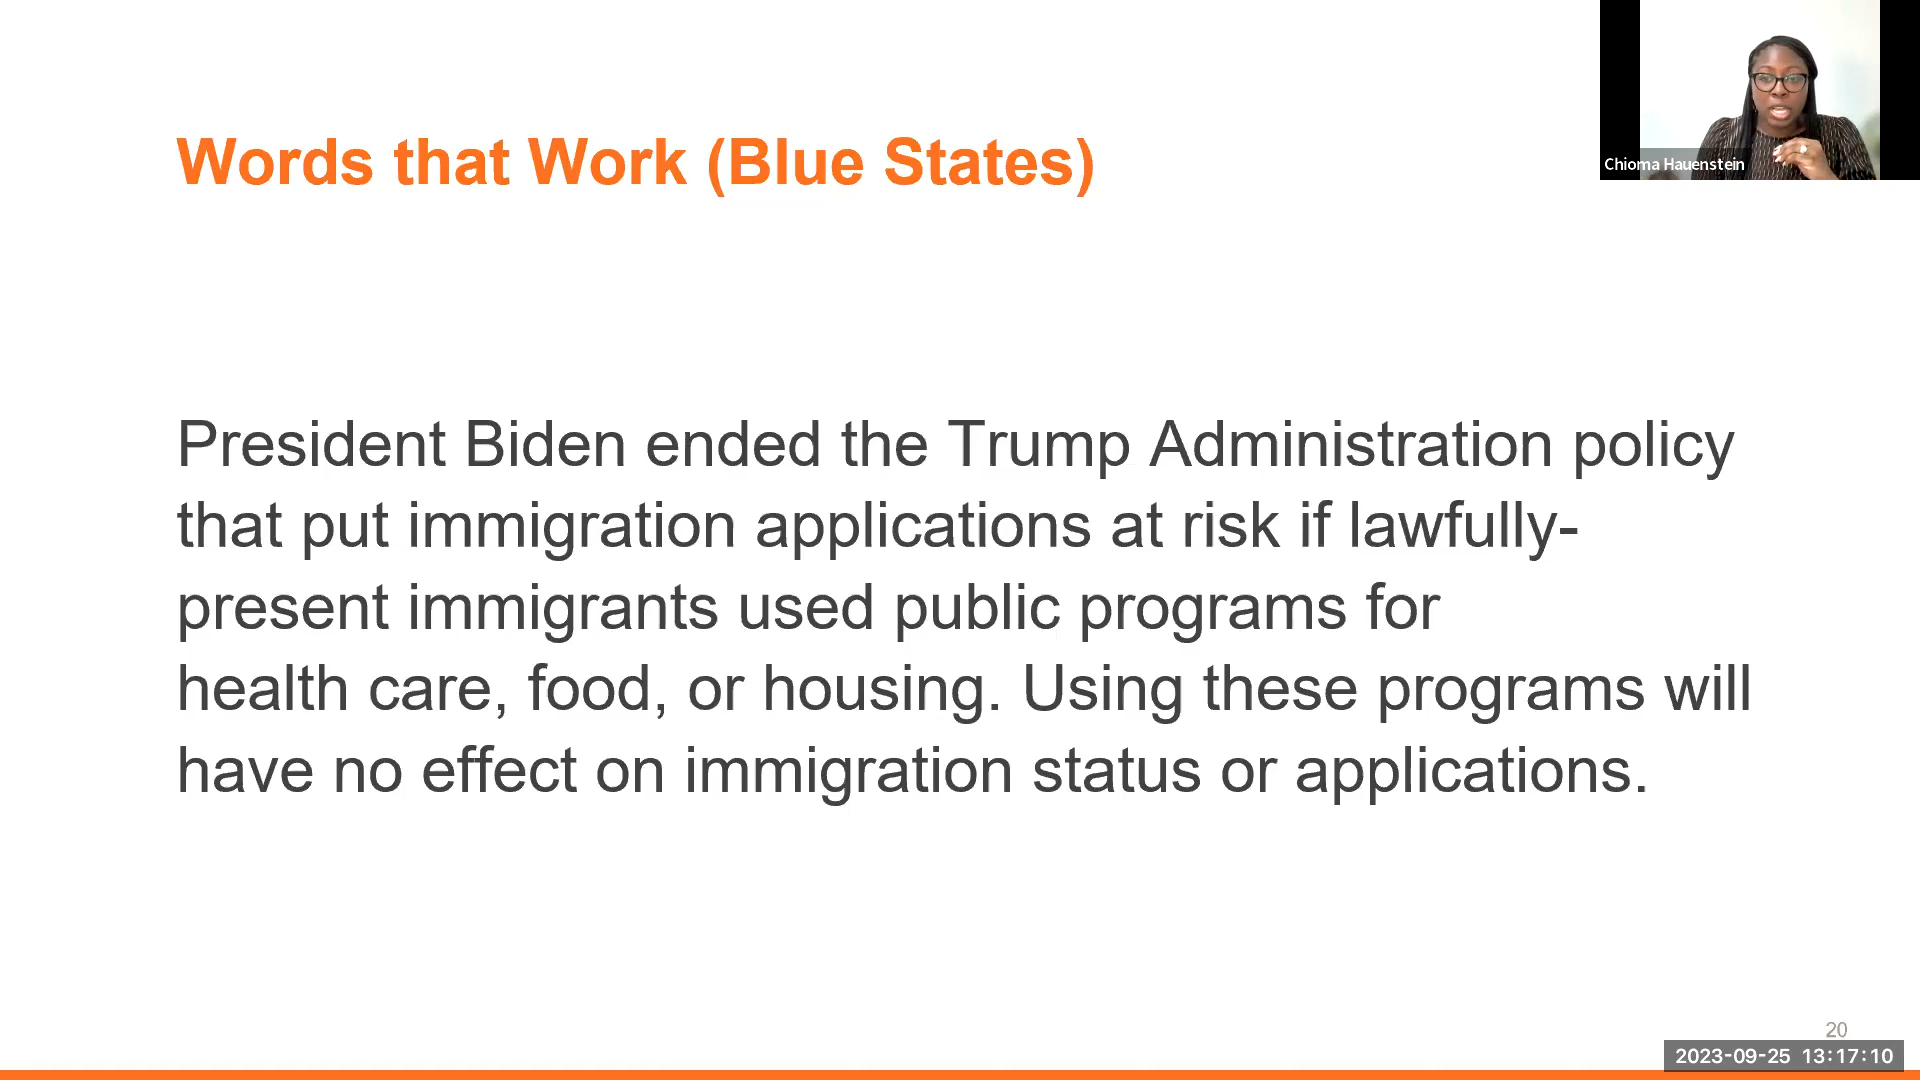 Words that Work (Blue States)
Chioma Hauenstein
President Biden ended the Trump Administration policy
that put immigration applications at risk if lawfully-
present immigrants used public programs for
health care, food, or housing. Using these programs will
have no effect on immigration status or applications.
20
2023-09-25 13:17:10